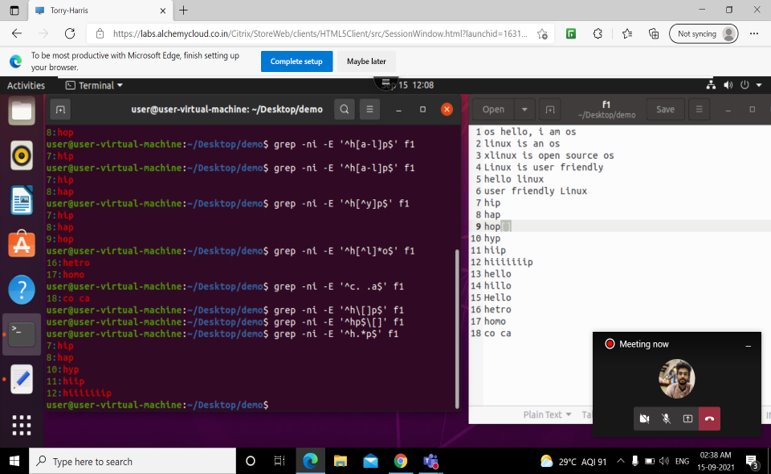 Torry-Harris
https://labs.alchemycloud.co.in/Citrix/StoreWeb/clients/HTML5Client/src/SessionWindow.html?launchid=1631...
Not syncing
To be most productive with Microsoft Edge, finish setting up
your browser.
Complete setup
Maybe later
Activities
Terminal
15 12:08
user@user-virtual-machine: ~/Desktop/demo
8:hop
user@user-virtual-machine:~/Desktop/demo$ grep -ni -E '^h[a-l]p$' f1
7:hip
user@user-virtual-machine:~/Desktop/demo$ grep -ni -E '^h[a-l]p$' f1
7:hip
8:hap
user@user-virtual-machine:~/Desktop/demo$ grep -ni -E '^h[^y]p$' f1
7:hip
8:hap
9:hop
user@user-virtual-machine:~/Desktop/demo$ grep -ni -E '^h[^l]*o$' f1
16:hetro
17:homo
user@user-virtual-machine:~/Desktop/demo$ grep -ni -E '^c. .a$' f1
18:co ca
user@user-virtual-machine:~/Desktop/demo$ grep -ni -E '^h\[]p$' f1
user@user-virtual-machine:~/Desktop/demo$ grep -ni -E '^hp$\[]' f1
user@user-virtual-machine:~/Desktop/demo$ grep -ni -E '^h.*p$' f1
7:hip
8:hap
10:hyp
11:hiip
12:hiiiiiip
user@user-virtual-machine:~/Desktop/demo$
Open
f1
~/Desktop/demo
Save
1 os hello, i am os
2 linux is an os
3 xlinux is open source os
4 Linux is user friendly
5 hello linux
6 user friendly Linux
7 hip
8 hap
9 hop
10 hyp
11 hiip
12 hiiiiiip
13 hello
14 hillo
15 Hello
16 hetro
17 homo
18 co ca
Meeting now
Plain Text
Type here to search
29°C AQI 91
ENG
02:38 AM
15-09-2021
3